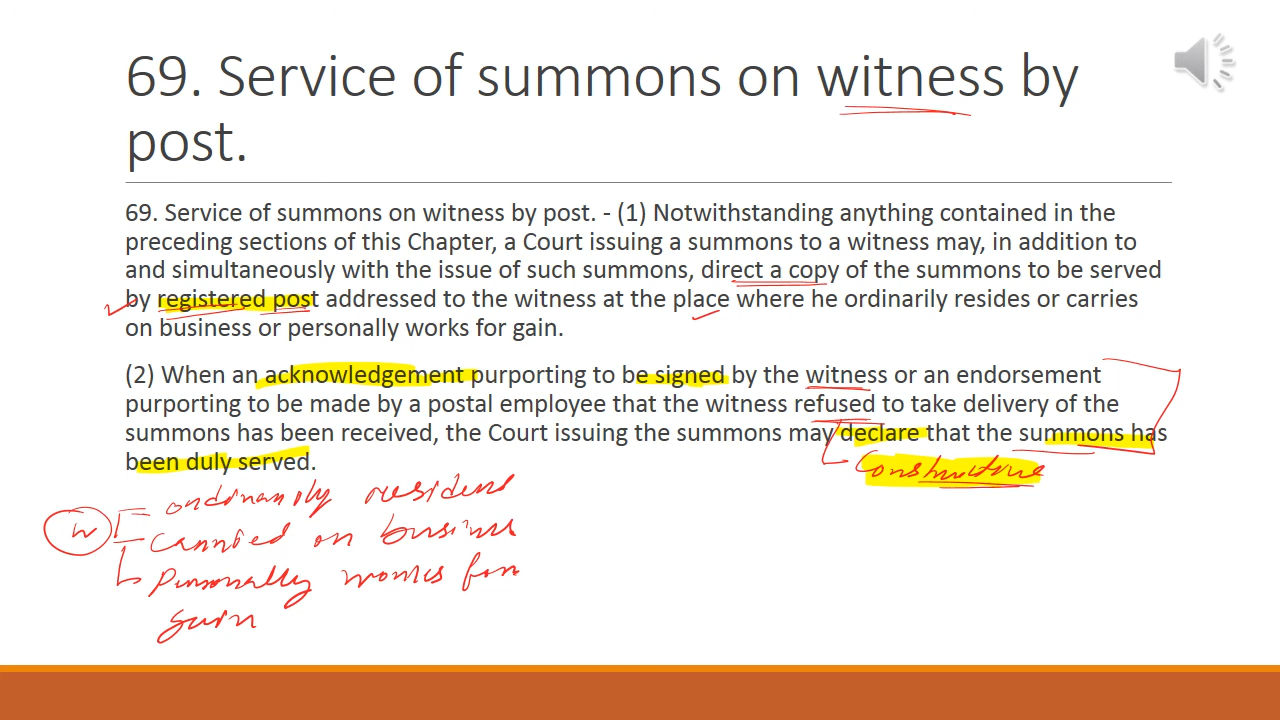 69. Service of summons on witness by
post.
69. Service of summons on witness by post. - (1) Notwithstanding anything contained in the
preceding sections of this Chapter, a Court issuing a summons to a witness may, in addition to
and simultaneously with the issue of such summons, direct a copy of the summons to be served
by registered post addressed to the witness at the place where he ordinarily resides or carries
on business or personally works for gain.
(2) When an acknowledgement purporting to be signed by the witness or an endorsement
purporting to be made by a postal employee that the witness refused to take delivery of the
summons has been received, the Court issuing the summons may declare that the summons has
been duly served.
Constructive
ordinarily resident
W carried on business
Personally works for
gain